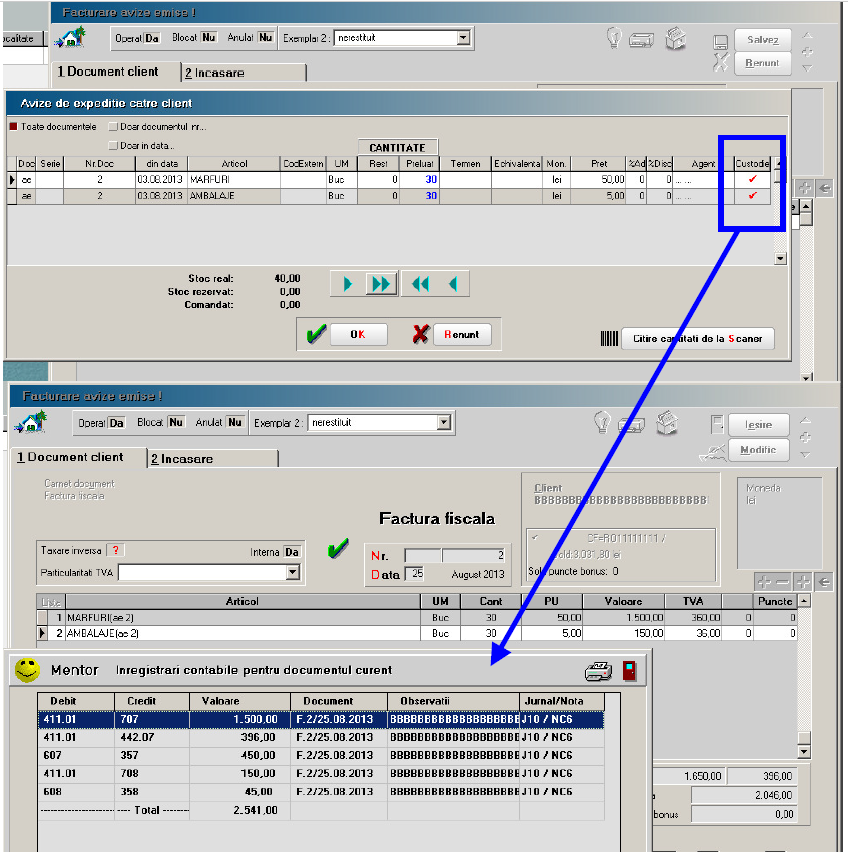 Facturare avize emise !
ocalitate
Operat Da Blocat Nu Anulat Nu Exemplar 2 : nerestituit
Salvez
Renunt
1 Document client 2 Incasare
Avize de expeditie catre client
Toate documentele Doar documentul nr...
Doar in data...
CANTITATE
Doc Serie Nr.Doc din data Articol CodExtern UM Rest Preluat Termen Echivalenta Mon. Pret %Ad %Disc Agent Custodie
ae 2 03.08.2013 MARFURI Buc 0 30 lei 50,00 0 0 ... ...
ae 2 03.08.2013 AMBALAJE Buc 0 30 lei 5,00 0 0 ... ...
Stoc real: 40,00
Stoc rezervat: 0,00
Comandat: 0,00
OK Renunt Citire cantitati de la Scaner
Facturare avize emise !
Operat Da Blocat Nu Anulat Nu Exemplar 2 : nerestituit
Iesire
Modific
1 Document client 2 Incasare
Carnet document
Factura fiscala
Client
BBBBBBBBBBBBBBBBBBBBBBBBB
Moneda
lei
Factura fiscala
Taxare inversa ? Interna Da
Particularitati TVA
Nr. 2
Data 25 August 2013
CFeRO11111111 /
old:3.031,80 lei
Sold puncte bonus: 0
Liste Articol UM Cant PU Valoare TVA Puncte
1 MARFURI(ae 2) Buc 30 50,00 1.500,00 360,00 0 0
2 AMBALAJE(ae 2) Buc 30 5,00 150,00 36,00 0 0
Mentor Inregistrari contabile pentru documentul curent
Debit Credit Valoare Document Observatii Jurnal/Nota
411.01 707 1.500,00 F.2/25.08.2013 BBBBBBBBBBBBBBBBBBB J10 / NC6
411.01 442.07 396,00 F.2/25.08.2013 BBBBBBBBBBBBBBBBBBB J10 / NC6
607 357 450,00 F.2/25.08.2013 BBBBBBBBBBBBBBBBBBB J10 / NC6
411.01 708 150,00 F.2/25.08.2013 BBBBBBBBBBBBBBBBBBB J10 / NC6
608 358 45,00 F.2/25.08.2013 BBBBBBBBBBBBBBBBBBB J10 / NC6
Total 2.541,00
1.650,00 396,00
2.046,00
bonus 0,00